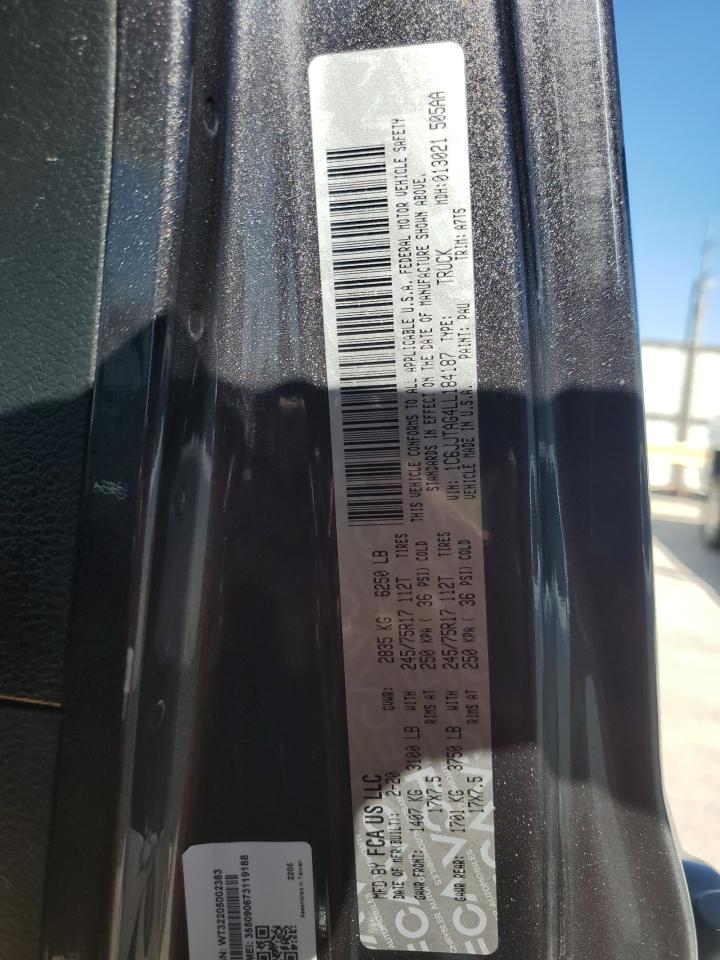 MFD BY FCA US LLC
DATE OF MFR(BUILT): 2-20 GVWR: 2835 KG 6250 LB
GAWR FRONT: 1407 KG 3100 LB WITH 245/75R17 112T TIRES
17X7.5 RIMS AT 250 KPA ( 36 PSI) COLD
GAWR REAR: 1701 KG 3750 LB WITH 245/75R17 112T TIRES
17X7.5 RIMS AT 250 KPA ( 36 PSI) COLD
THIS VEHICLE CONFORMS TO ALL APPLICABLE U.S.A. FEDERAL MOTOR VEHICLE SAFETY
STANDARDS IN EFFECT ON THE DATE OF MANUFACTURE SHOWN ABOVE.
VIN: 1C6JJTAG4LL184187 TYPE: TRUCK MDH:013021 505AA
VEHICLE MADE IN U.S.A. PAINT: PAU TRIM: A7T5
WT32205002383
355090673119188
2205
Assembled in Taiwan